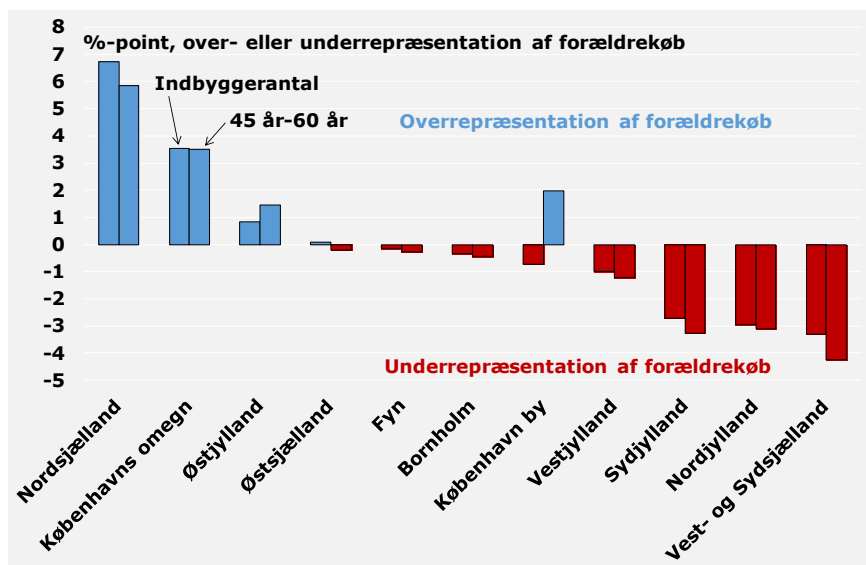 %-point, over- eller underrepræsentation af forældrekøb
Indbyggerantal
45 år-60 år
Overrepræsentation af forældrekøb
Underrepræsentation af forældrekøb
8
7
6
5
4
3
2
1
0
-1
-2
-3
-4
-5
Nordsjælland
Københavns omegn
Østjylland
Østsjælland
Fyn
Bornholm
København by
Vestjylland
Sydjylland
Nordjylland
Vest- og Sydsjælland